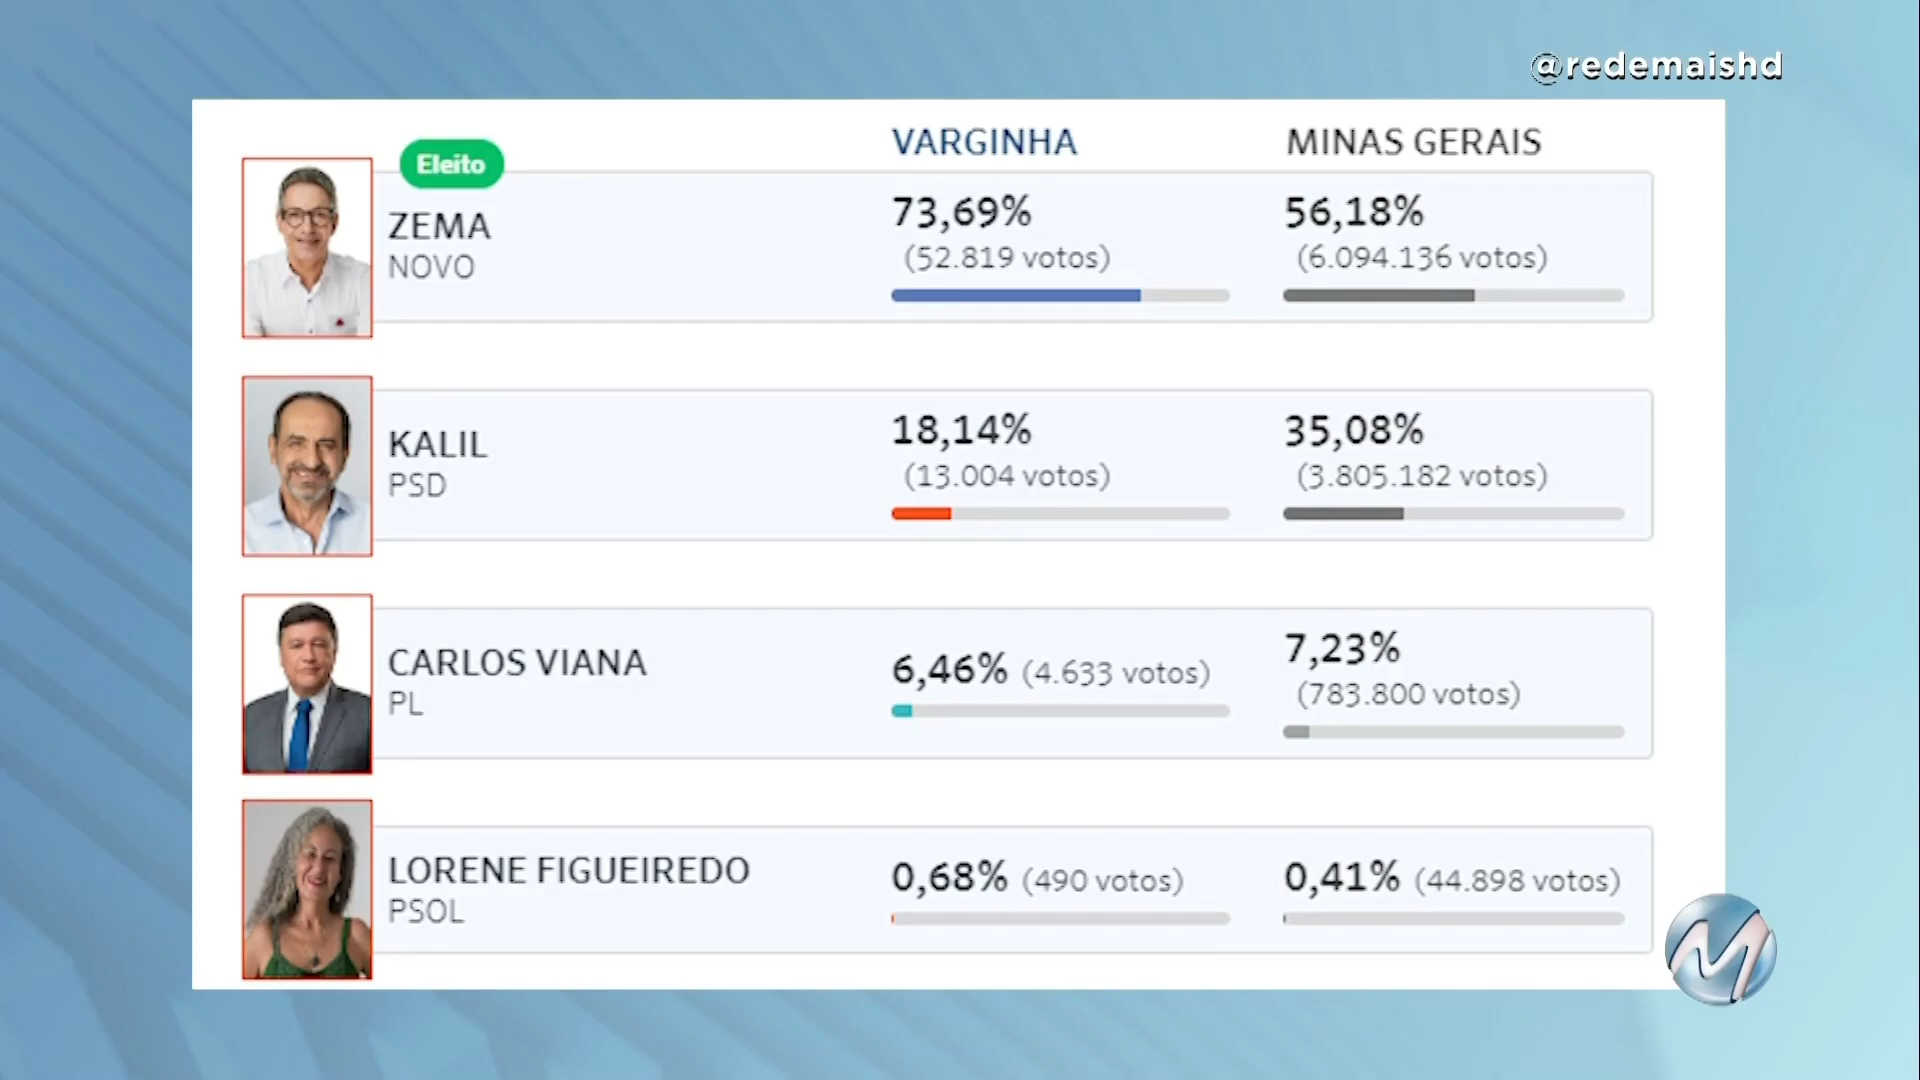 @redemaishd
VARGINHA MINAS GERAIS
Eleito
ZEMA
NOVO
73,69%
(52.819 votos)
56,18%
(6.094.136 votos)
KALIL
PSD
18,14%
(13.004 votos)
35,08%
(3.805.182 votos)
CARLOS VIANA
PL
6,46% (4.633 votos)
7,23%
(783.800 votos)
LORENE FIGUEIREDO
PSOL
0,68% (490 votos)
0,41% (44.898 votos)
M